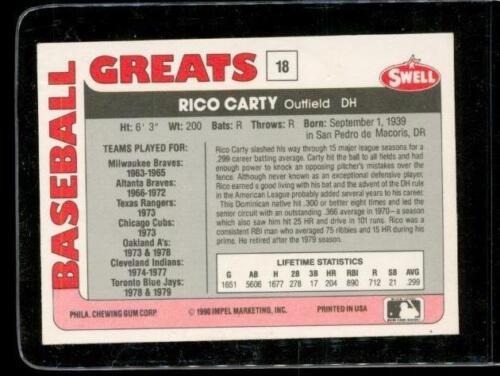 BASEBALL
GREATS
18
SWELL
RICO CARTY Outfield DH
Ht: 6' 3" Wt: 200 Bats: R Throws: R Born: September 1, 1939
in San Pedro de Macoris, DR
TEAMS PLAYED FOR:
Milwaukee Braves:
1963-1965
Altanta Braves:
1966-1972
Texas Rangers:
1973
Chicago Cubs:
1973
Oakland A's:
1973 & 1978
Cleveland Indians:
1974-1977
Toronto Blue Jays:
1978 & 1979
Rico Carty slashed his way through 15 major league seasons for a
.299 career batting average. Carty hit the ball to all fields and had
enough power to knock an opposing pitcher's mistakes over the
fence. Although never known as an exceptional defensive player,
Rico earned a good living with his bat and the advent of the DH rule
in the American League probably added several years to his career.
This Dominican native hit .300 or better eight times and led the
senior circuit with an outstanding .366 average in 1970—a season
which also saw him hit 25 HR and drive in 101 runs. Rico was a
consistent RBI man who averaged 75 ribbies and 15 HR during his
prime. He retired after the 1979 season.
LIFETIME STATISTICS
G AB H 2B 3B HR RBI R SB AVG
1651 5606 1677 278 17 204 890 712 21 .299
PHILA. CHEWING GUM CORP. © 1990 IMPEL MARKETING, INC. PRINTED IN USA